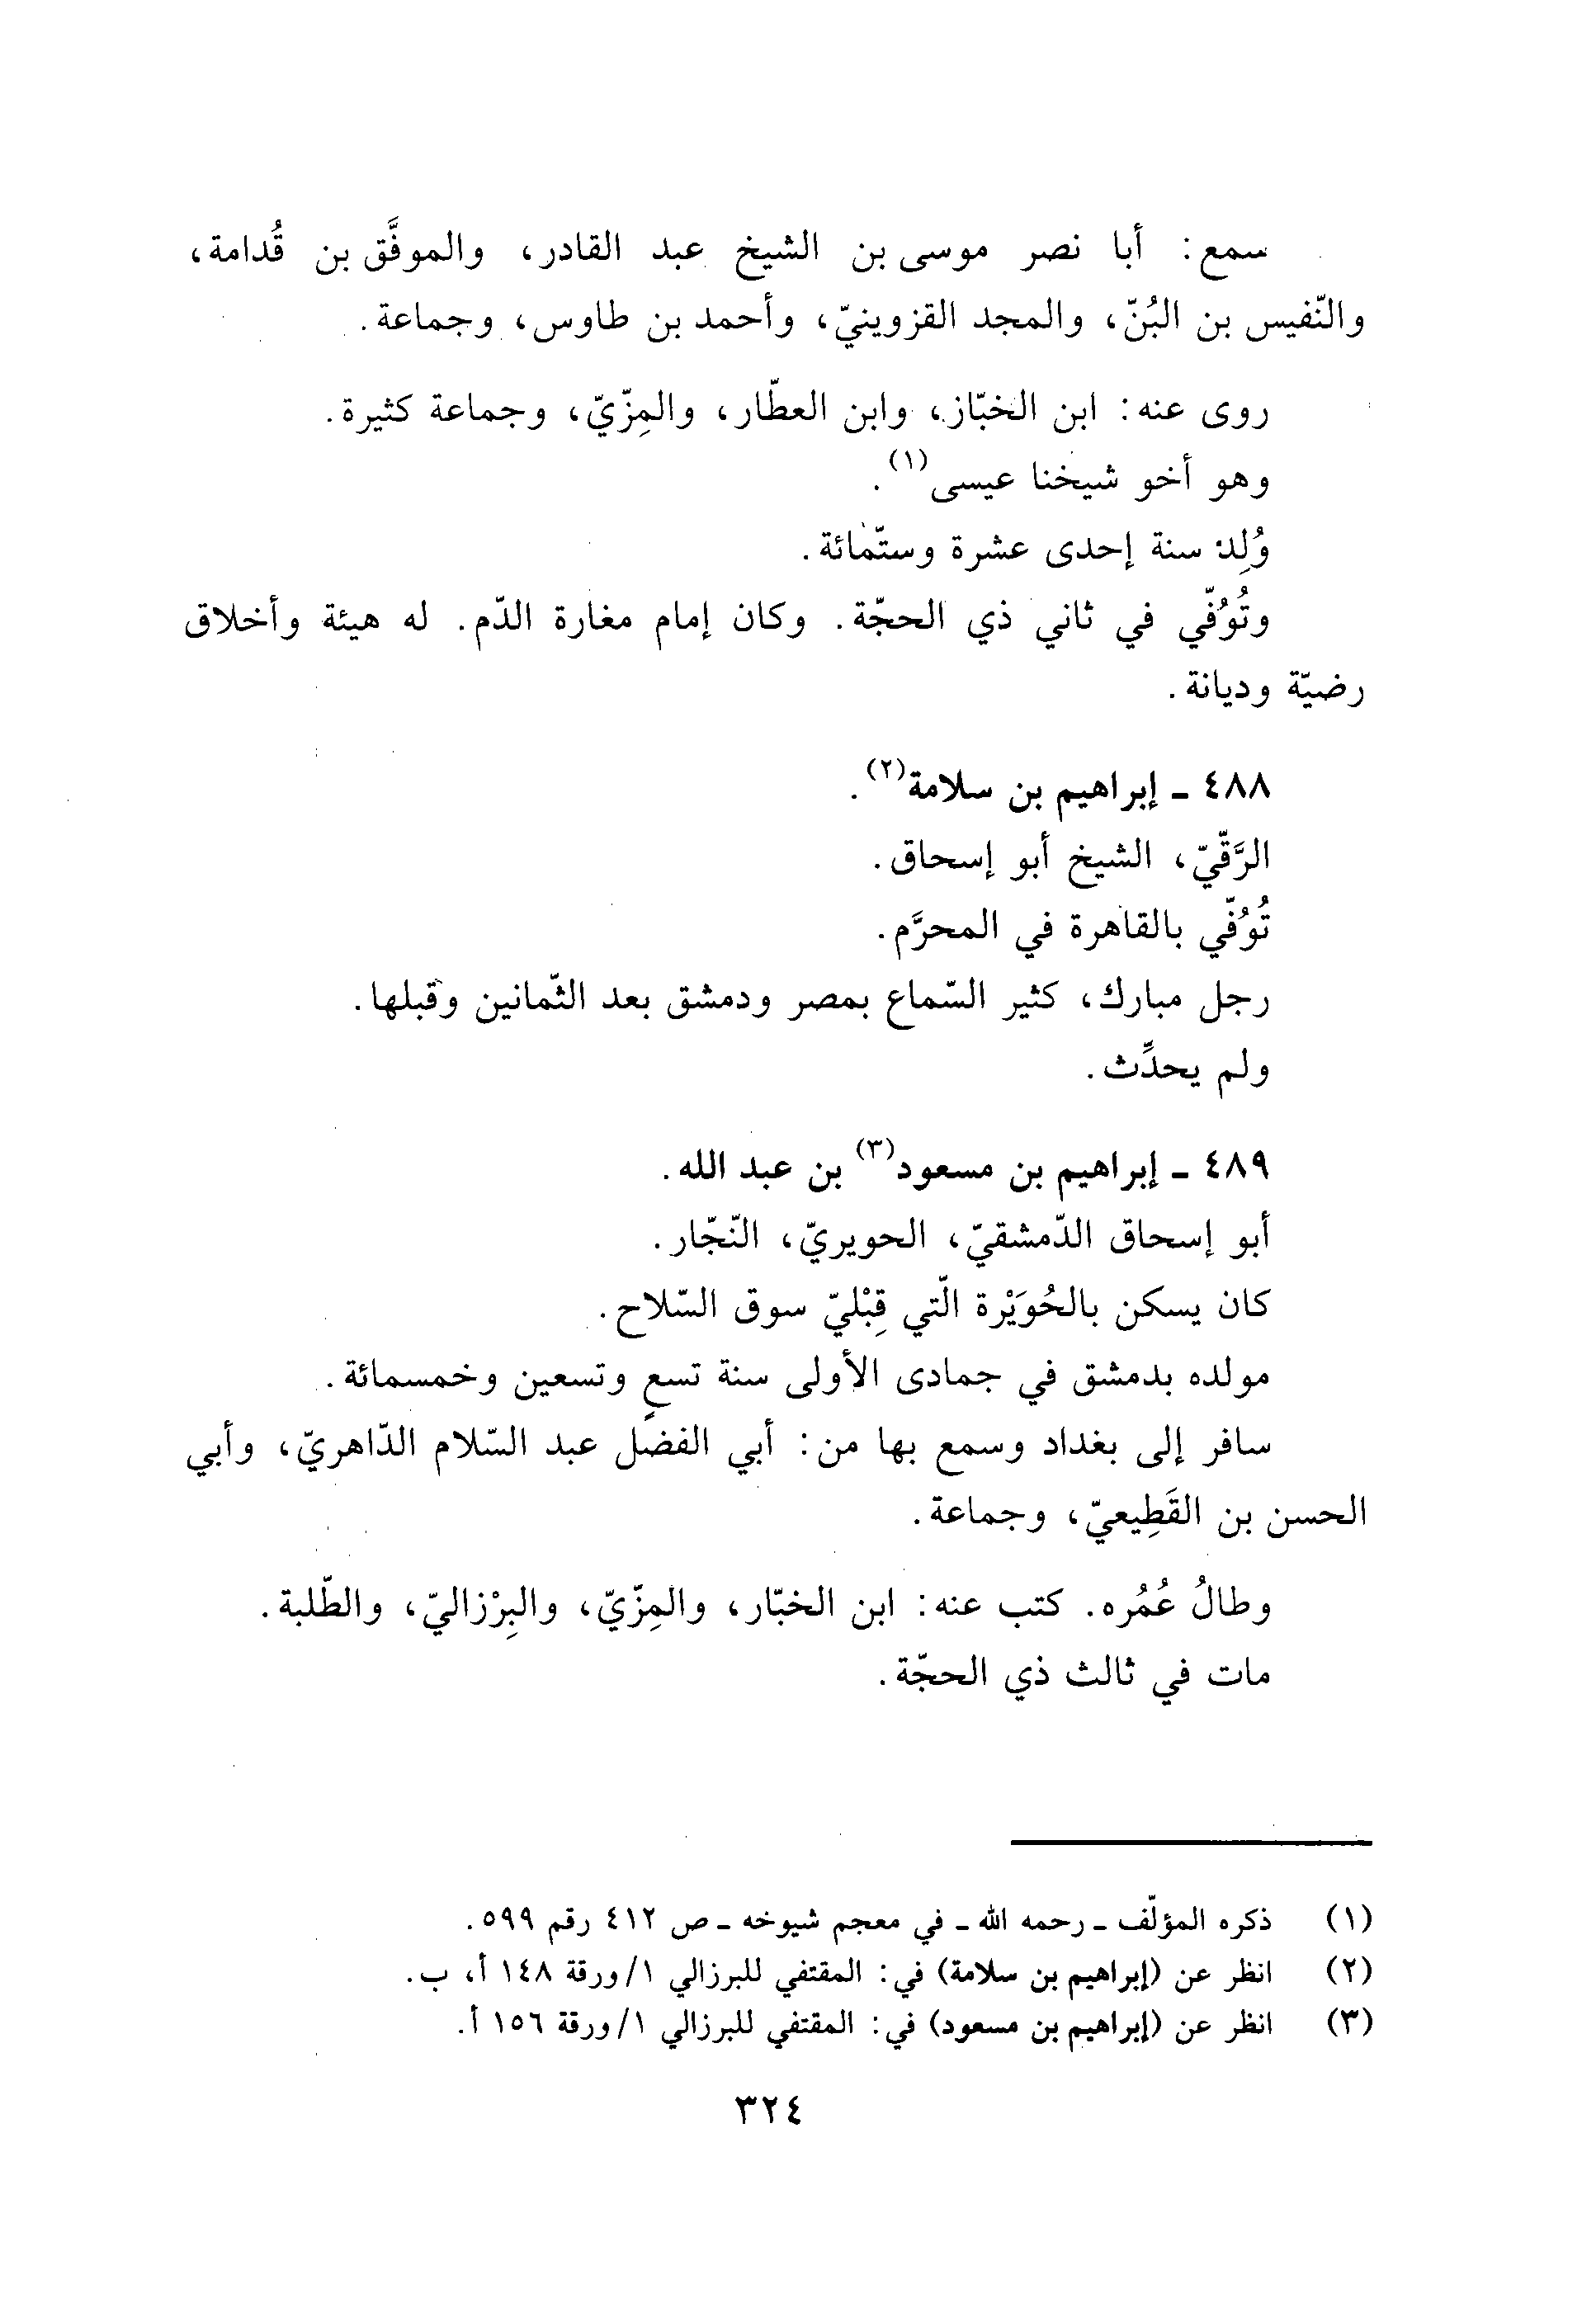 سمع: أبا نصر موسى بن الشيخ عبد القادر، والموفَّق بن قُدامة،
والنّفيس بن البُنّ، والمجد القزوينيّ، وأحمد بن طاوس، وجماعة.
روى عنه: ابن الخبّاز، وابن العطّار، والمِزّيّ، وجماعة كثيرة.
وهو أخو شيخنا عيسى(١).
وُلِد سنة إحدى عشرة وستّمائة.
وتُوُفّي في ثاني ذي الحجّة. وكان إمام مغارة الدّم. له هيئة وأخلاق
رضيّة وديانة.
٤٨٨ - إبراهيم بن سلامة(٢).
الرَّقّيّ، الشيخ أبو إسحاق.
تُوُفّي بالقاهرة في المحرَّم.
رجل مبارك، كثير السّماع بمصر ودمشق بعد الثّمانين وقبلها.
ولم يحدِّث.
٤٨٩ - إبراهيم بن مسعود(٣) بن عبد الله.
أبو إسحاق الدّمشقيّ، الحويريّ، النّجّار.
كان يسكن بالحُوَيْرة الّتي قِبْليّ سوق السّلاح.
مولده بدمشق في جمادى الأولى سنة تسعٍ وتسعين وخمسمائة.
سافر إلى بغداد وسمع بها من: أبي الفضل عبد السّلام الدّاهريّ، وأبي
الحسن بن القَطِيعيّ، وجماعة.
وطالُ عُمُره. كتب عنه: ابن الخبّار، والمِزّيّ، والبِرْزاليّ، والطّلبة.
مات في ثالث ذي الحجّة.
(١) ذكره المؤلّف - رحمه الله - في معجم شيوخه - ص ٤١٢ رقم ٥٩٩.
(٢) انظر عن (إبراهيم بن سلامة) في: المقتفي للبرزالي ١/ورقة ١٤٨ أ، ب.
(٣) انظر عن (إبراهيم بن مسعود) في: المقتفي للبرزالي ١/ورقة ١٥٦ أ.
٣٢٤